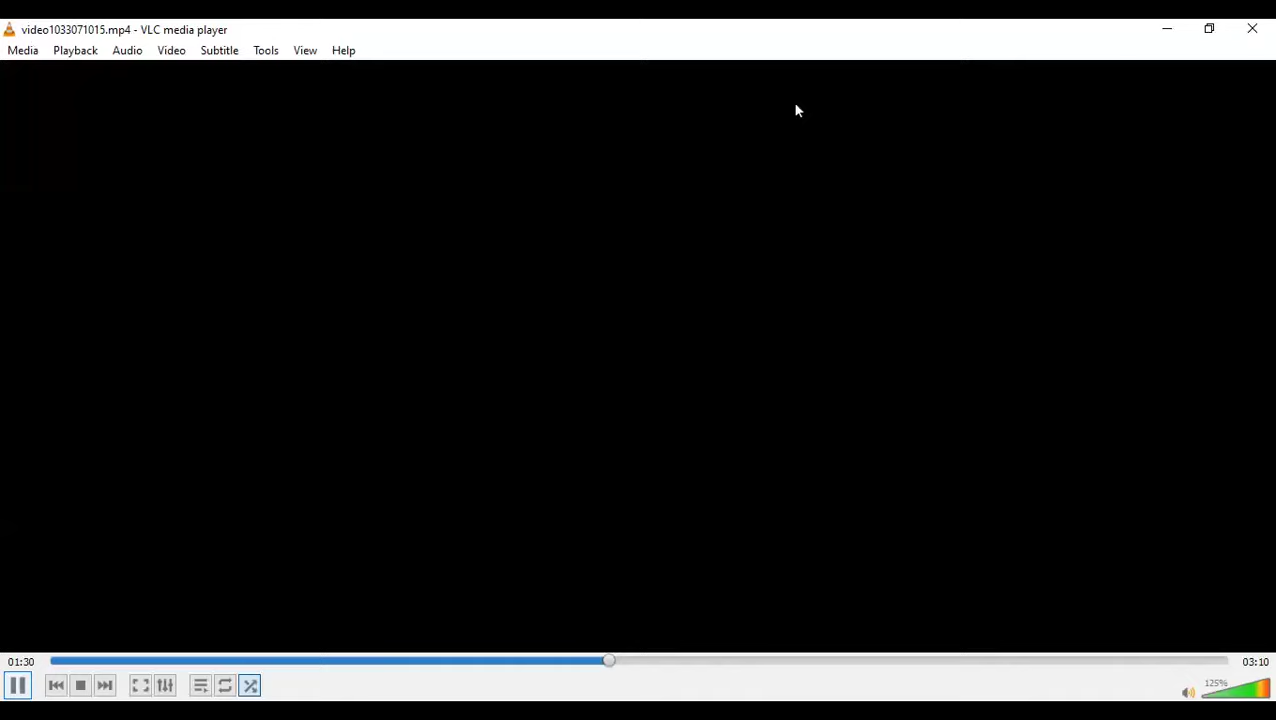 video1033071015.mp4 - VLC media player
Media Playback Audio Video Subtitle Tools View Help
01:30 03:10
125%